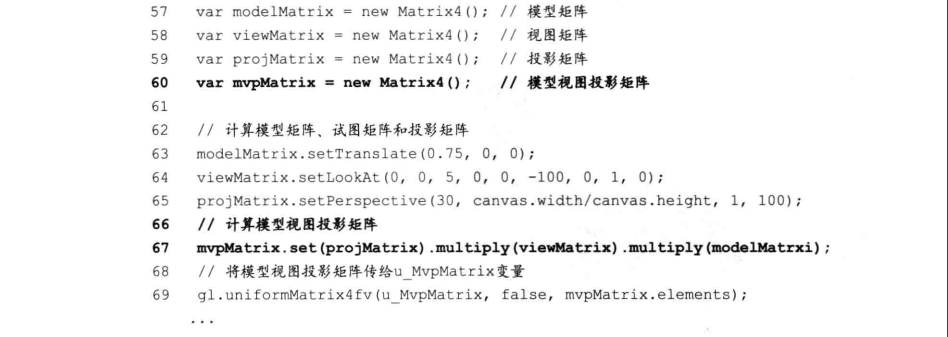 57 var modelMatrix = new Matrix4(); // 模型矩阵
58 var viewMatrix = new Matrix4(); // 视图矩阵
59 var projMatrix = new Matrix4(); // 投影矩阵
60 var mvpMatrix = new Matrix4(); // 模型视图投影矩阵
61
62 // 计算模型矩阵、试图矩阵和投影矩阵
63 modelMatrix.setTranslate(0.75, 0, 0);
64 viewMatrix.setLookAt(0, 0, 5, 0, 0, -100, 0, 1, 0);
65 projMatrix.setPerspective(30, canvas.width/canvas.height, 1, 100);
66 // 计算模型视图投影矩阵
67 mvpMatrix.set(projMatrix).multiply(viewMatrix).multiply(modelMatrxi);
68 // 将模型视图投影矩阵传给u_MvpMatrix变量
69 gl.uniformMatrix4fv(u_MvpMatrix, false, mvpMatrix.elements);
...